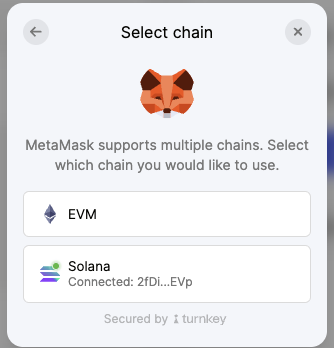 Select chain
MetaMask supports multiple chains. Select
which chain you would like to use.
EVM
Solana
Connected: 2fDi...EVp
Secured by turnkey